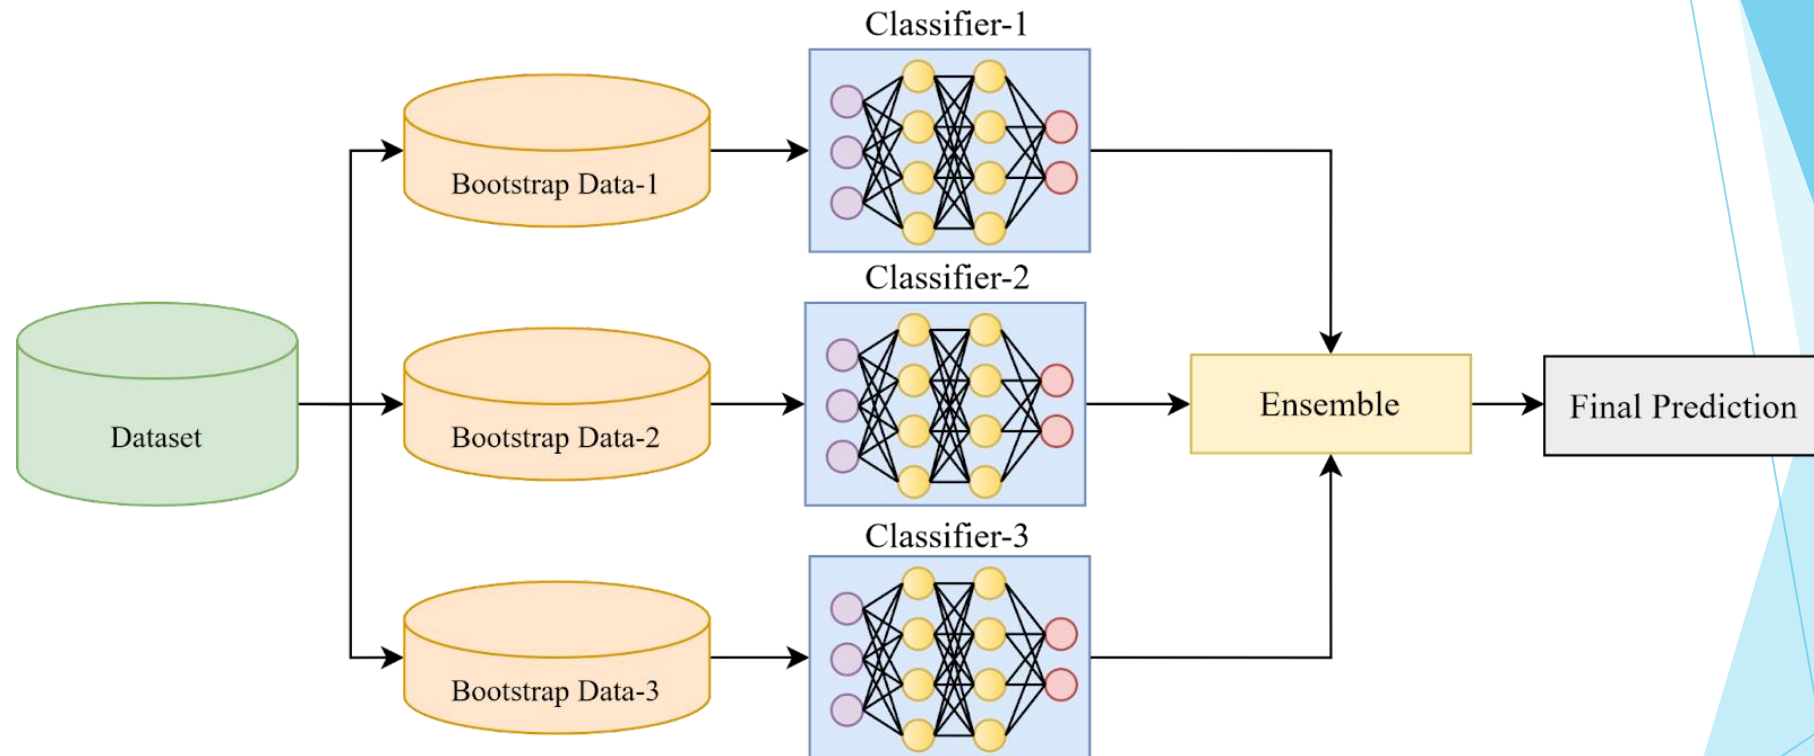 Classifier-1
Bootstrap Data-1
Classifier-2
Dataset
Bootstrap Data-2
Ensemble
Final Prediction
Classifier-3
Bootstrap Data-3